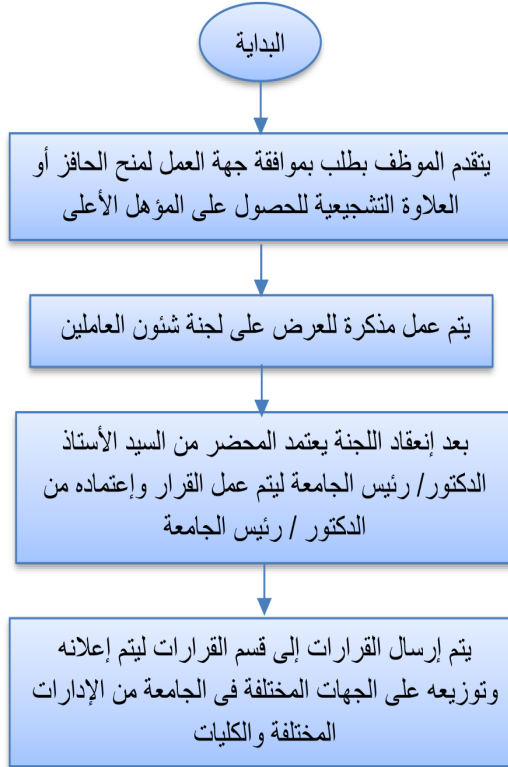 البداية
يتقدم الموظف بطلب بموافقة جهة العمل لمنح الحافز أو
العلاوة التشجيعية للحصول على المؤهل الأعلى
يتم عمل مذكرة للعرض على لجنة شئون العاملين
بعد إنعقاد اللجنة يعتمد المحضر من السيد الأستاذ
الدكتور/ رئيس الجامعة ليتم عمل القرار وإعتماده من
الدكتور / رئيس الجامعة
يتم إرسال القرارات إلى قسم القرارات ليتم إعلانه
وتوزيعه على الجهات المختلفة فى الجامعة من الإدارات
المختلفة والكليات